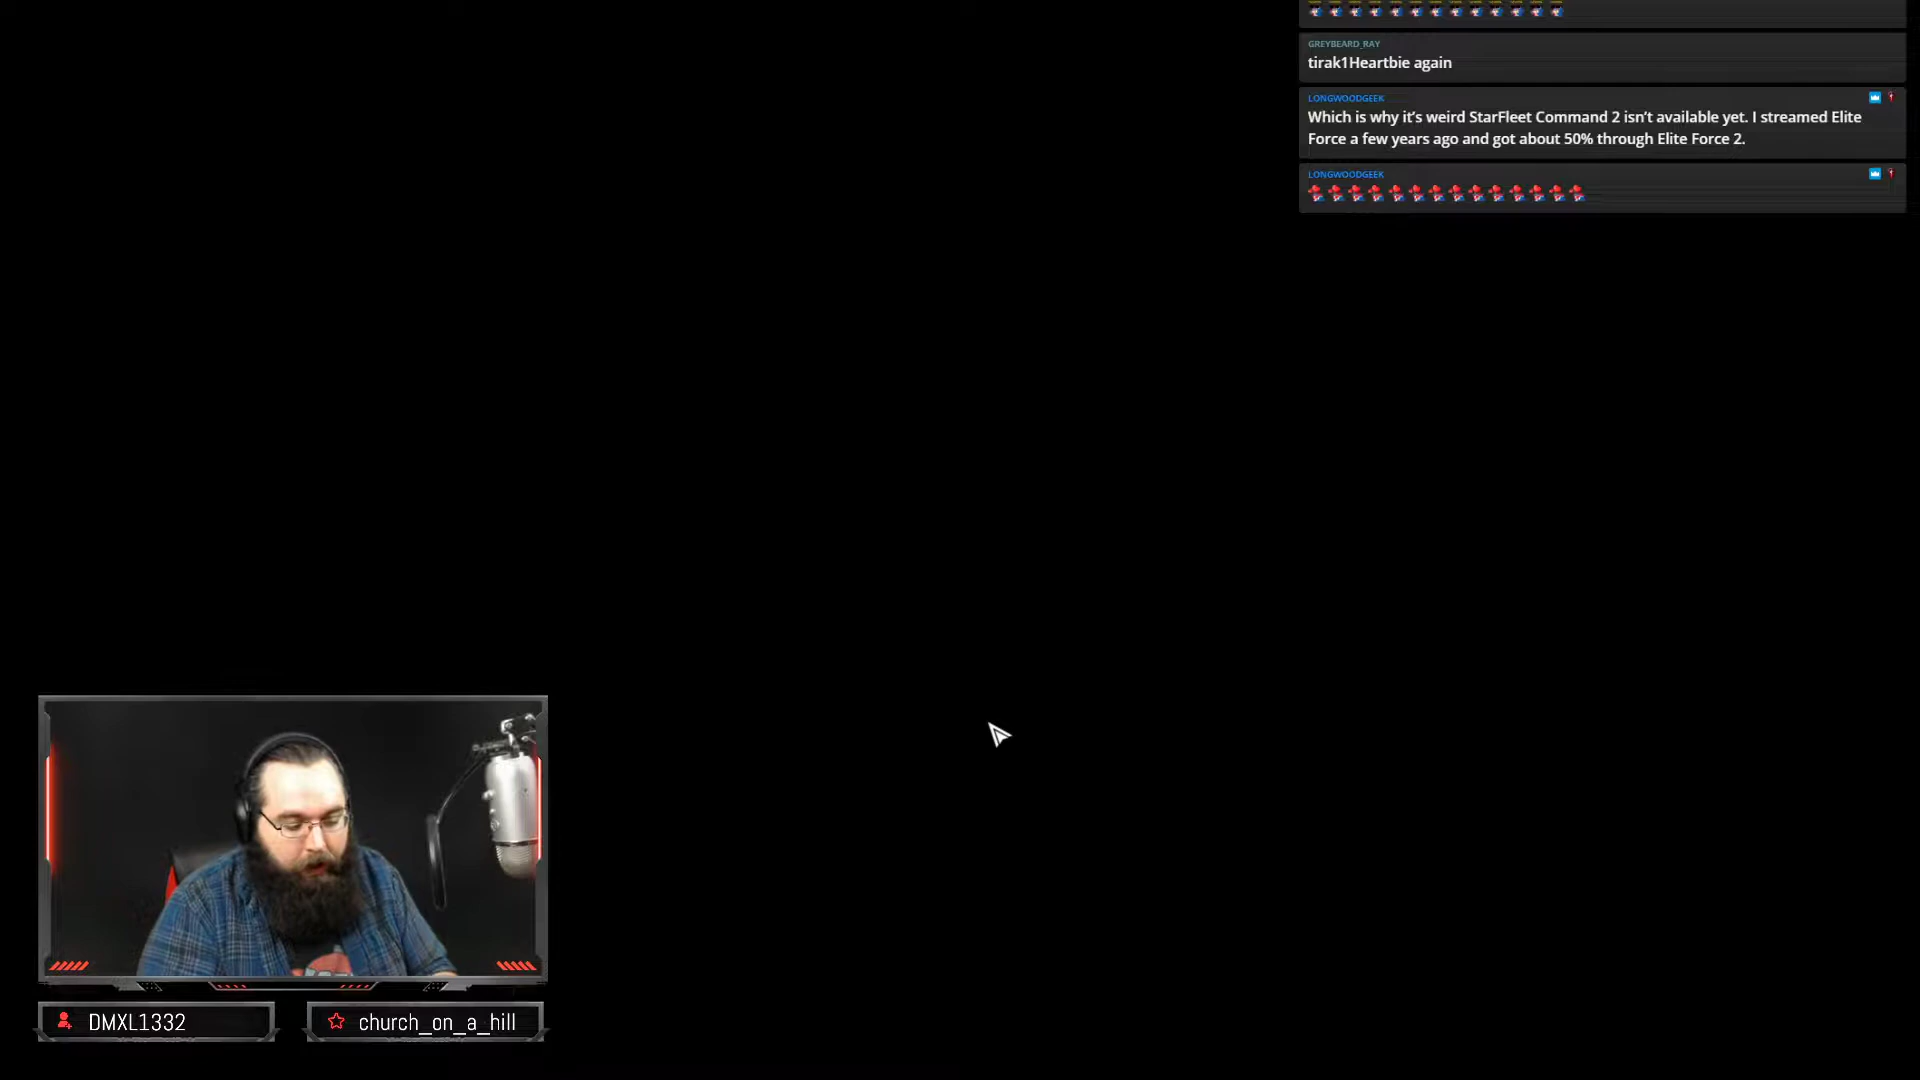 GREYBEARD_RAY
tirak1Heartbie again
LONGWOODGEEK
Which is why it's weird StarFleet Command 2 isn't available yet. I streamed Elite
Force a few years ago and got about 50% through Elite Force 2.
LONGWOODGEEK
DMXL1332
church_on_a_hill